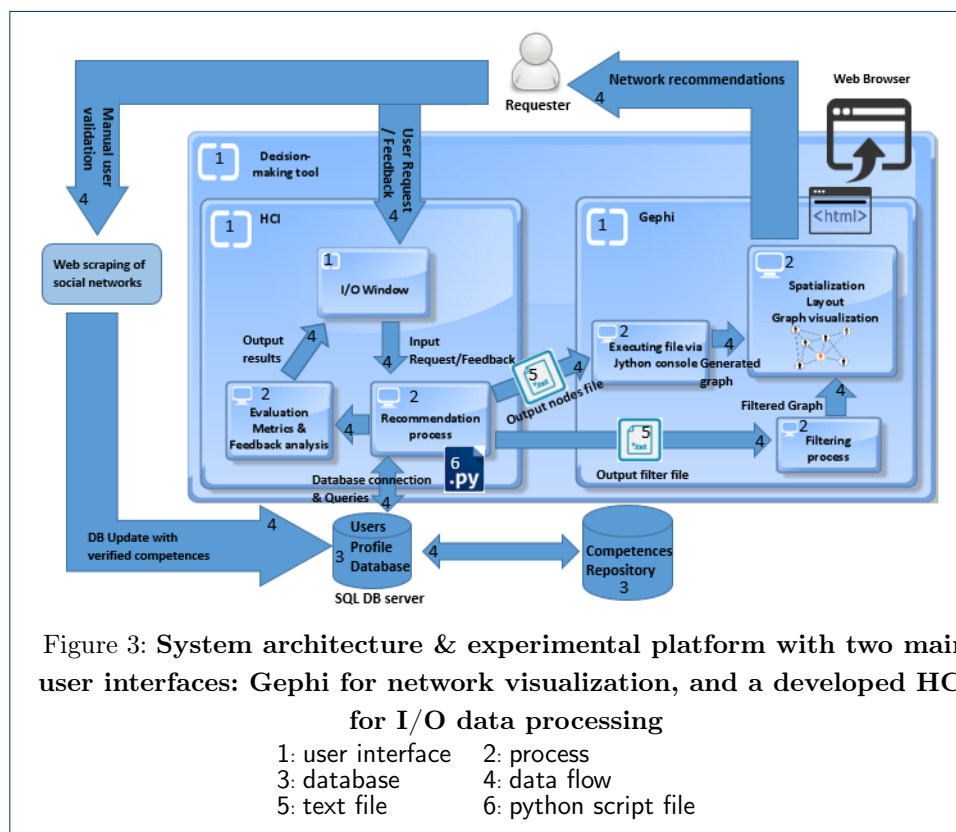 Requester
Network recommendations
4
Web Browser
Manual user
validation
4
User Request
/ Feedback
4
1
Decision-
making tool
<html>
1
HCI
1
Gephi
Web scraping of
social networks
1
I/O Window
2
Spatialization
Layout
Graph visualization
Output
results
4
4
Input
Request/Feedback
5
*.txt
4
Output nodes file
2
Executing file via
Jython console
4
Generated
graph
2
Evaluation
Metrics &
Feedback analysis
4
2
Recommendation
process
6
.py
5
*.txt
4
Output filter file
Filtered Graph
4
2
Filtering
process
Database connection
& Queries
4
DB Update with
verified competences
4
Users
3 Profile
Database
SQL DB server
4
Competences
Repository
3
Figure 3: System architecture & experimental platform with two main
user interfaces: Gephi for network visualization, and a developed HC
for I/O data processing
1: user interface 2: process
3: database 4: data flow
5: text file 6: python script file